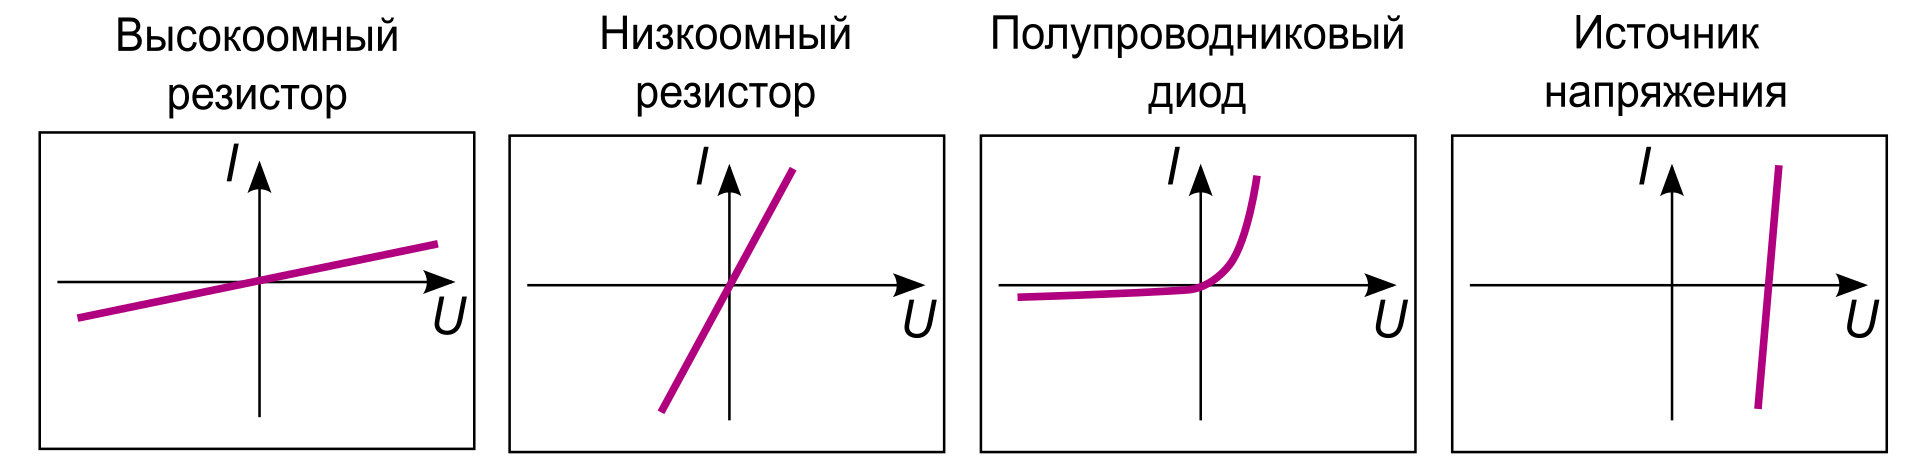 Высокоомный
резистор
I
U
Низкоомный
резистор
I
U
Полупроводниковый
диод
I
U
Источник
напряжения
I
U